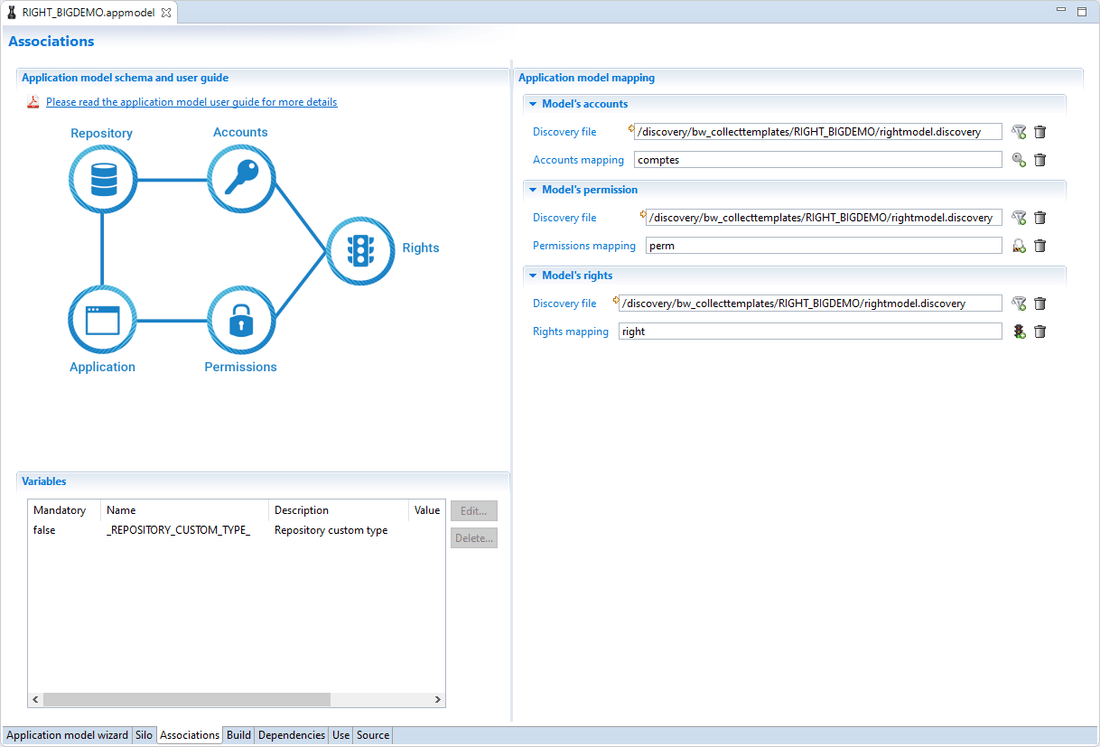 RIGHT_BIGDEMO.appmodel
Associations
Application model schema and user guide
Please read the application model user guide for more details
Repository
Accounts
Rights
Application
Permissions
Variables
Mandatory Name Description Value
false _REPOSITORY_CUSTOM_TYPE_ Repository custom type
Edit...
Delete...
Application model mapping
Model's accounts
Discovery file /discovery/bw_collecttemplates/RIGHT_BIGDEMO/rightmodel.discovery
Accounts mapping comptes
Model's permission
Discovery file /discovery/bw_collecttemplates/RIGHT_BIGDEMO/rightmodel.discovery
Permissions mapping perm
Model's rights
Discovery file /discovery/bw_collecttemplates/RIGHT_BIGDEMO/rightmodel.discovery
Rights mapping right
Application model wizard Silo Associations Build Dependencies Use Source